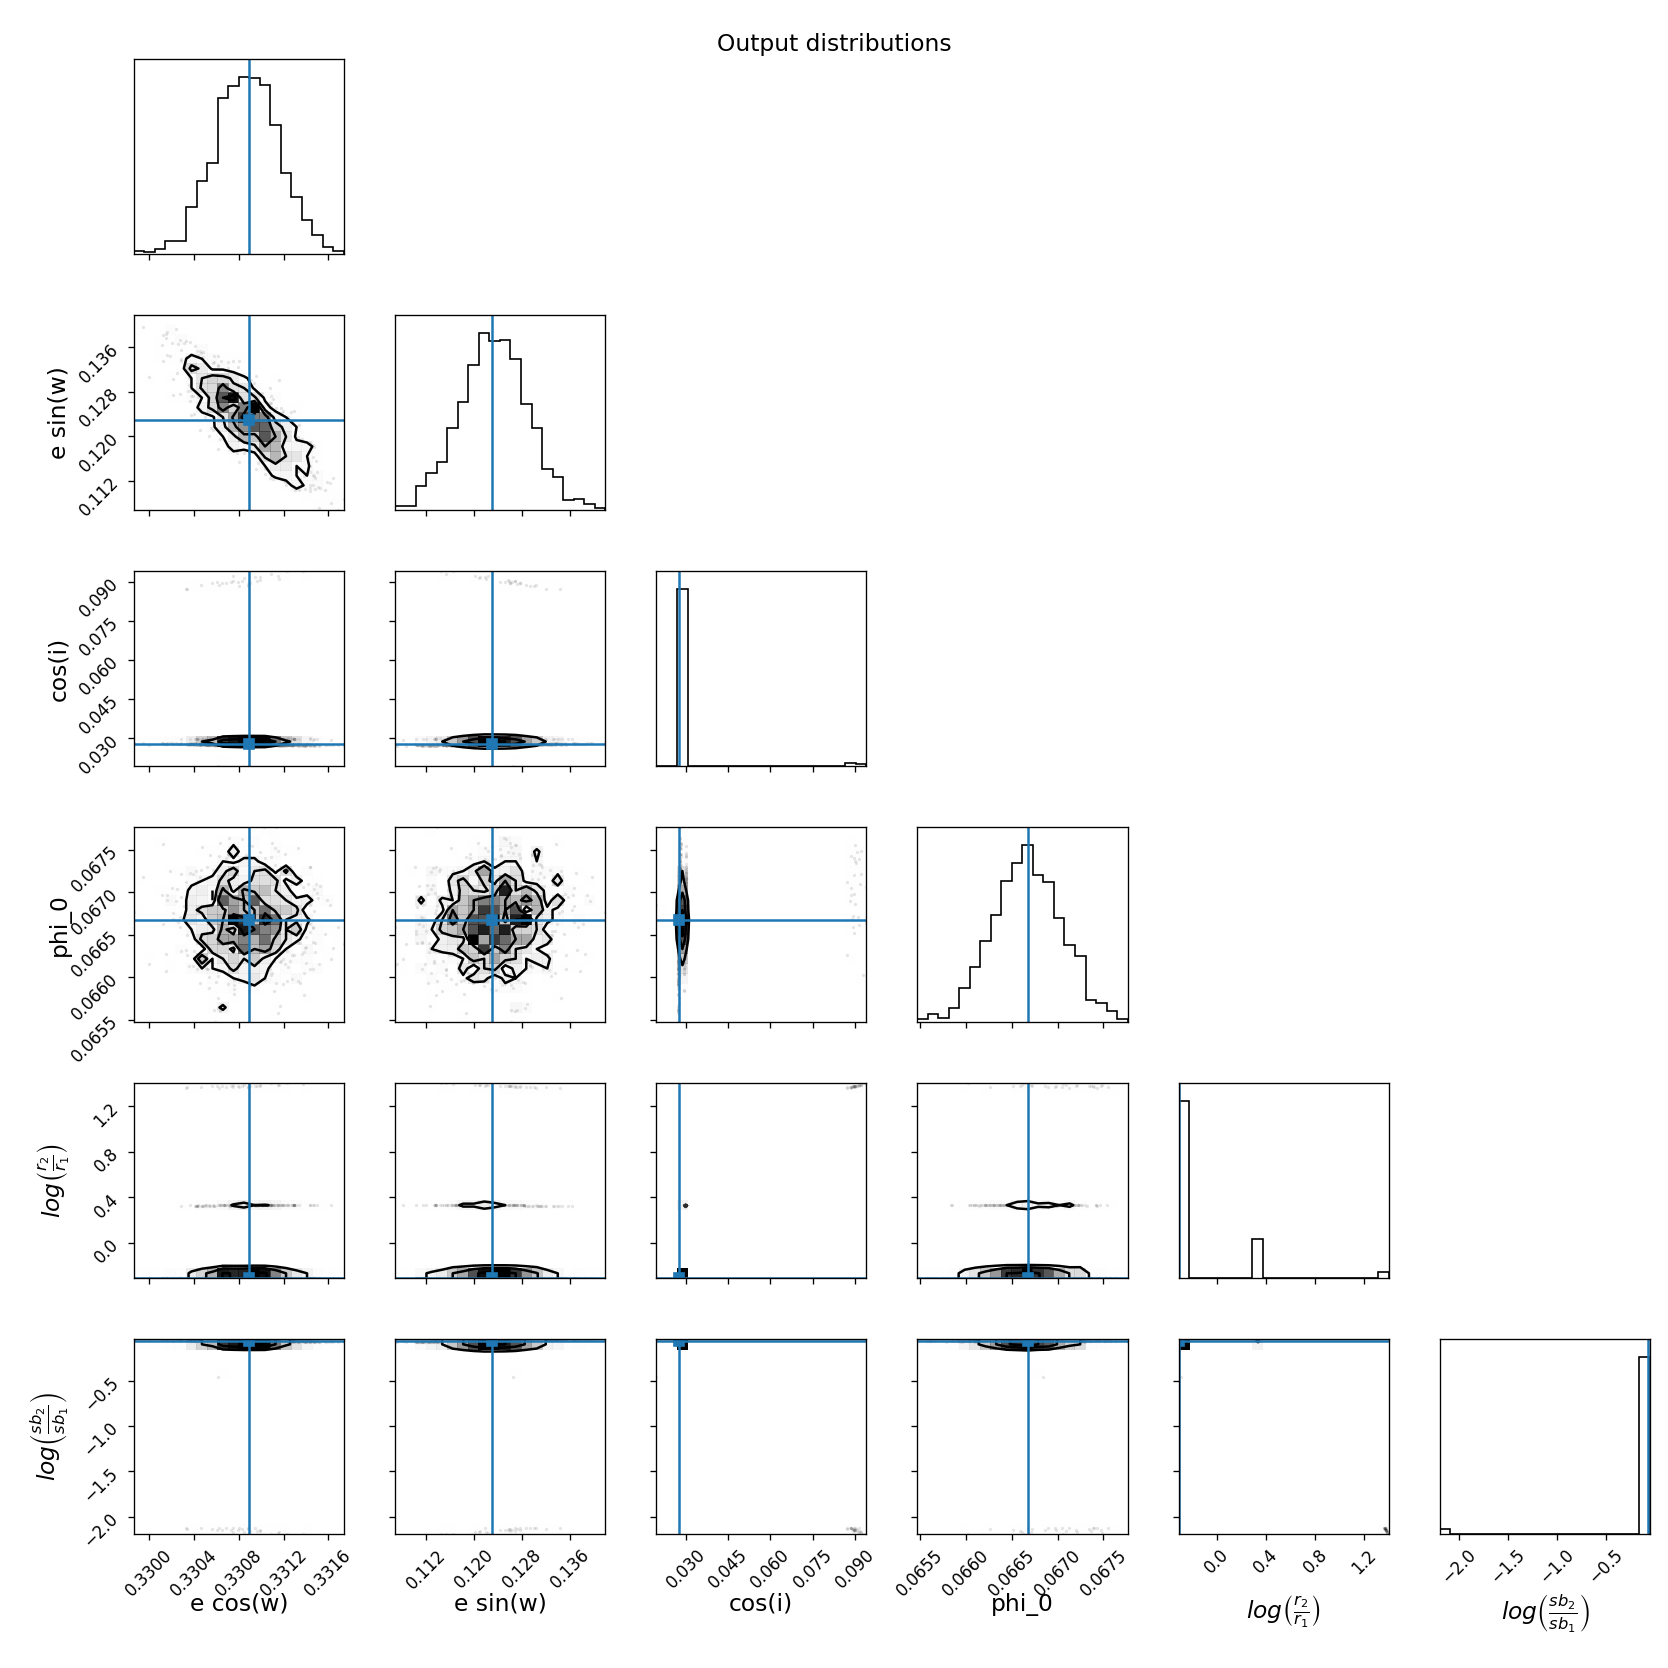 Output distributions
e sin(w)
0.136
0.128
0.120
0.112
cos(i)
0.090
0.075
0.060
0.045
0.030
phi_0
0.0675
0.0670
0.0665
0.0660
0.0655
log(r₂/r₁)
1.2
0.8
0.4
0.0
log(sb₂/sb₁)
−0.5
−1.0
−1.5
−2.0
0.3300 0.3304 0.3308 0.3312 0.3316
e cos(w)
0.112 0.120 0.128 0.136
e sin(w)
0.030 0.045 0.060 0.075 0.090
cos(i)
0.0655 0.0660 0.0665 0.0670 0.0675
phi_0
0.0 0.4 0.8 1.2
log(r₂/r₁)
−2.0 −1.5 −1.0 −0.5
log(sb₂/sb₁)